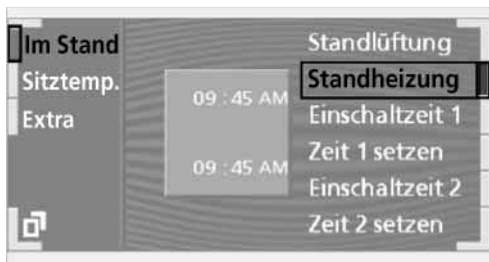 Im Stand
Sitztemp.
Extra
09 : 45 AM
09 : 45 AM
Standlüftung
Standheizung
Einschaltzeit 1
Zeit 1 setzen
Einschaltzeit 2
Zeit 2 setzen